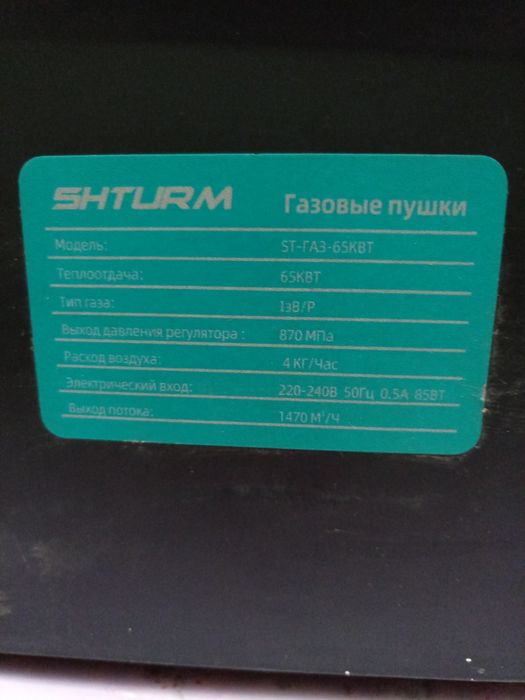 SHTURM Газовые пушки
Модель: ST-ГАЗ-65КВТ
Теплоотдача: 65КВТ
Тип газа: 1зВ/Р
Выход давления регулятора : 870 МПа
Расход воздуха: 4 КГ/Час
Электрический вход: 220-240В 50Гц 0.5А 85ВТ
Выход потока: 1470 М³/Ч